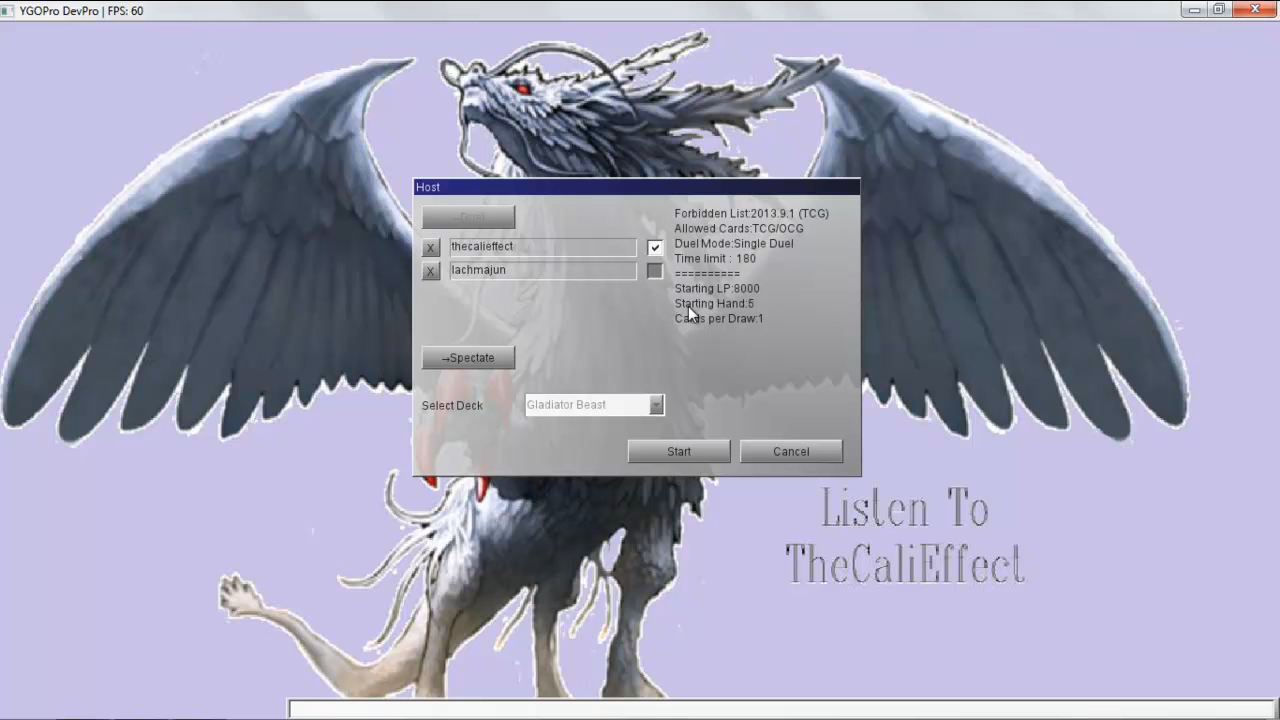 YGOPro DevPro | FPS: 60
Host
X thecalieffect
X lachmajun
Forbidden List:2013.9.1 (TCG)
Allowed Cards:TCG/OCG
Duel Mode:Single Duel
Time limit : 180
==========
Starting LP:8000
Starting Hand:5
Cards per Draw:1
→Spectate
Select Deck Gladiator Beast
Start Cancel
Listen To
TheCaliEffect